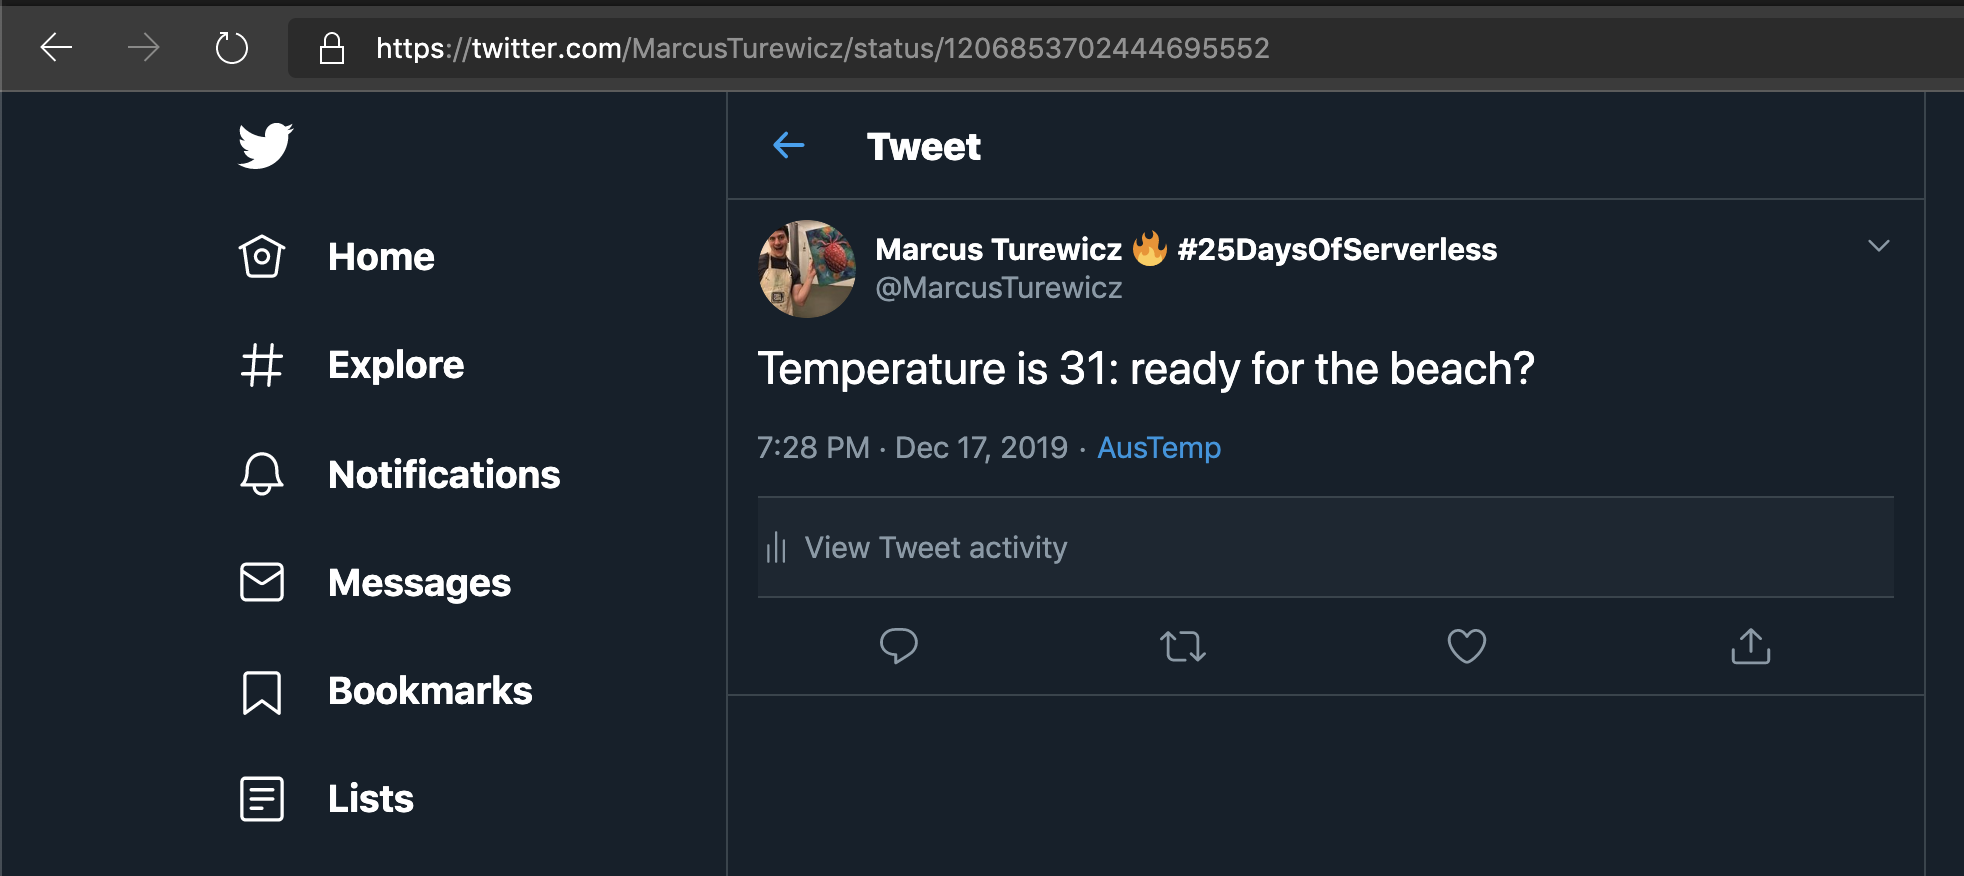 https://twitter.com/MarcusTurewicz/status/1206853702444695552
Home
Explore
Notifications
Messages
Bookmarks
Lists
Tweet
Marcus Turewicz 🔥 #25DaysOfServerless
@MarcusTurewicz
Temperature is 31: ready for the beach?
7:28 PM · Dec 17, 2019 · AusTemp
View Tweet activity